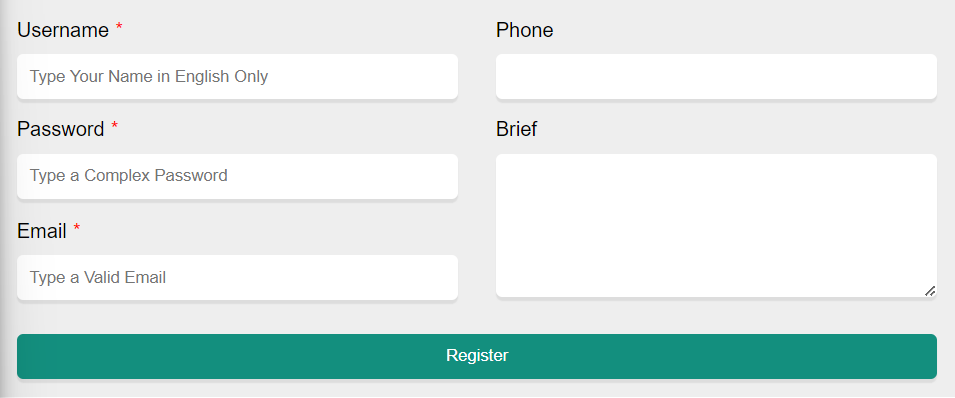 Username *
Type Your Name in English Only
Password *
Type a Complex Password
Email *
Type a Valid Email
Phone
Brief
Register